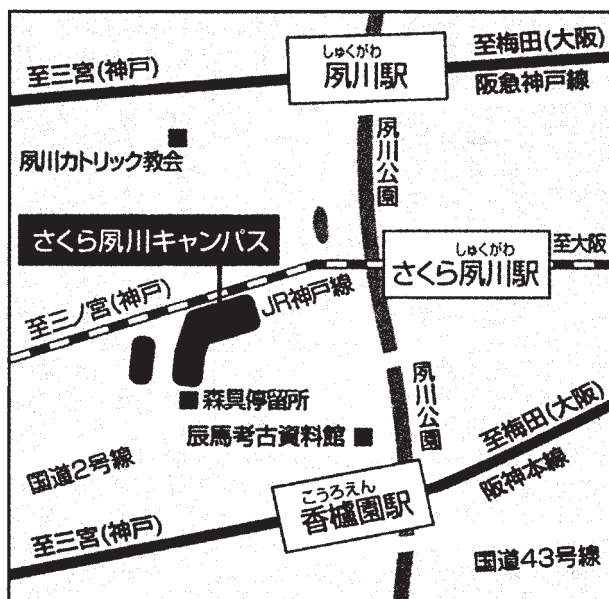 至三宮(神戸)
しゅくがわ
夙川駅
至梅田(大阪)
阪急神戸線
夙川公園
夙川カトリック教会
さくら夙川キャンパス
しゅくがわ
さくら夙川駅
至大阪
至三ノ宮(神戸)
JR神戸線
森具停留所
夙川公園
辰馬考古資料館
至梅田(大阪)
阪神本線
国道2号線
こうろえん
香櫨園駅
至三宮(神戸)
国道43号線